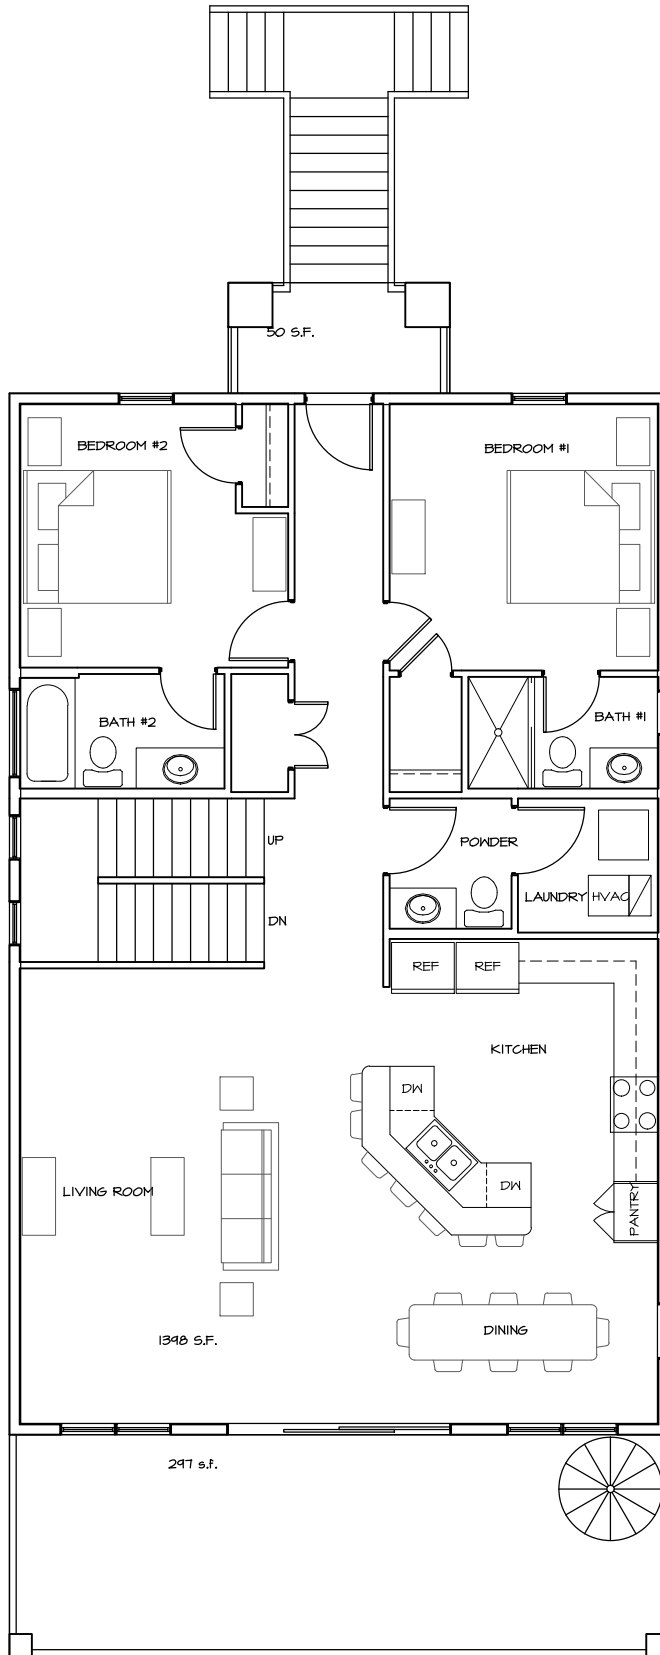 50 S.F.
BEDROOM #2
BEDROOM #1
BATH #2
BATH #1
UP
POWDER
LAUNDRY
HVAC
DN
REF
REF
KITCHEN
DW
DW
PANTRY
LIVING ROOM
DINING
1398 S.F.
297 s.f.